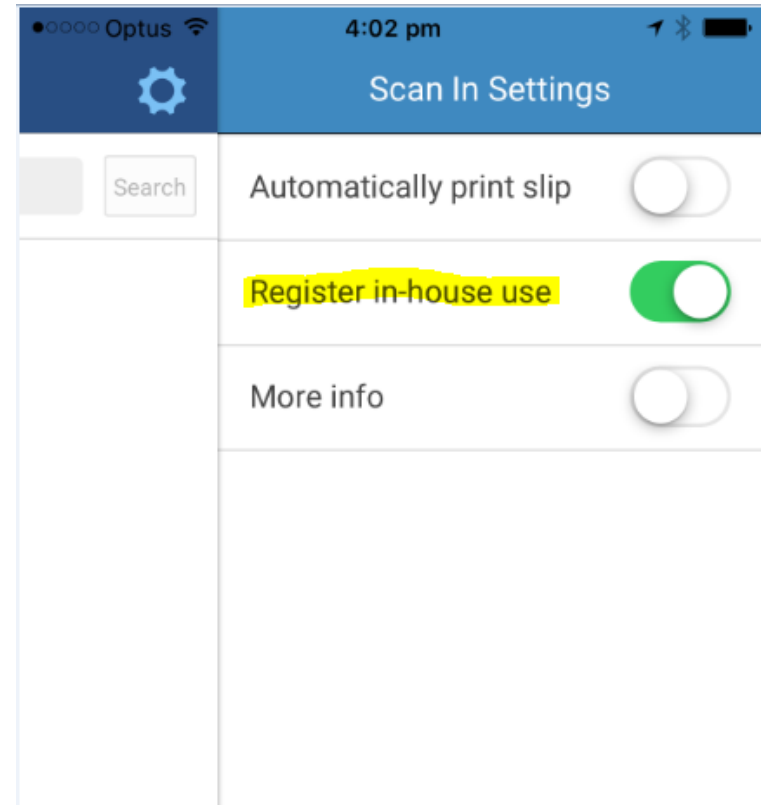 Optus 4:02 pm
Scan In Settings
Search
Automatically print slip
Register in-house use
More info